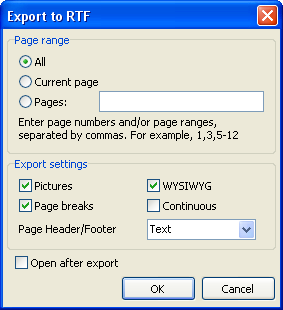 Export to RTF
Page range
All
Current page
Pages:
Enter page numbers and/or page ranges,
separated by commas. For example, 1,3,5-12
Export settings
Pictures WYSIWYG
Page breaks Continuous
Page Header/Footer Text
Open after export
OK Cancel